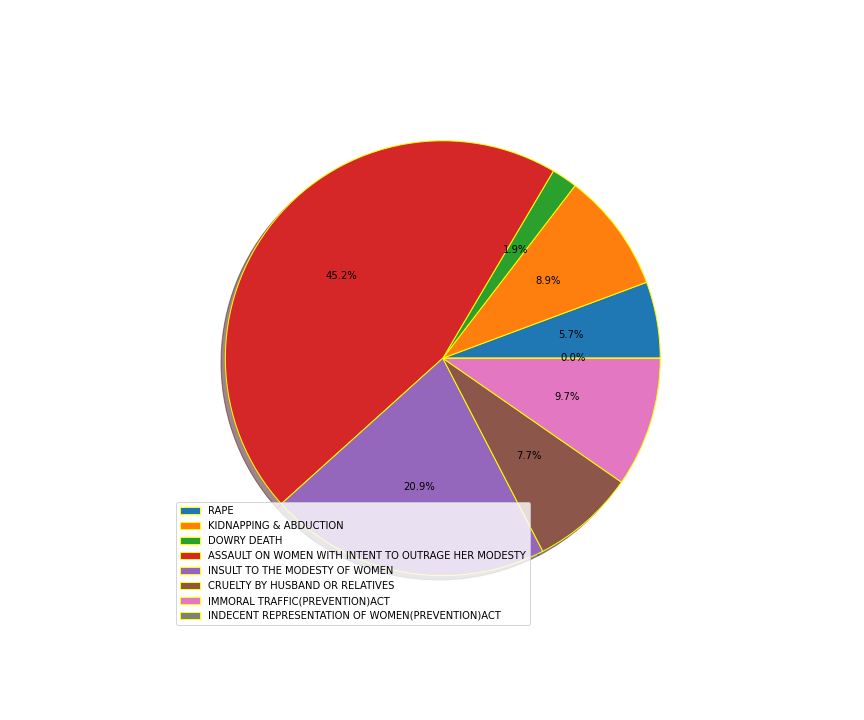 1.9%
45.2%
8.9%
5.7%
0.0%
9.7%
7.7%
20.9%
RAPE
KIDNAPPING & ABDUCTION
DOWRY DEATH
ASSAULT ON WOMEN WITH INTENT TO OUTRAGE HER MODESTY
INSULT TO THE MODESTY OF WOMEN
CRUELTY BY HUSBAND OR RELATIVES
IMMORAL TRAFFIC(PREVENTION)ACT
INDECENT REPRESENTATION OF WOMEN(PREVENTION)ACT